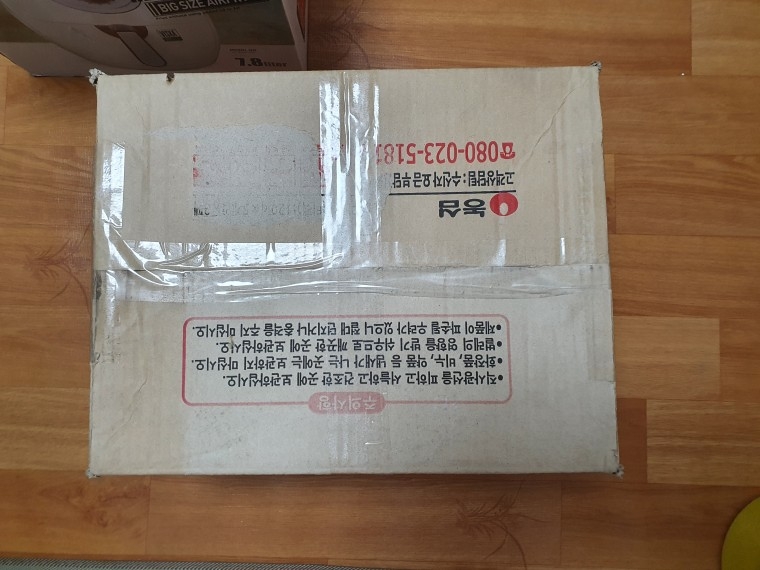 주의사항
•직사광선을 피하고 서늘하고 건조한 곳에 보관하십시오.
•화장품, 비누, 약품 등 냄새가 나는 곳에는 보관하지 마십시오.
•벌레의 영향을 받기 쉬우므로 깨끗한 곳에 보관하십시오.
•제품이 파손될 우려가 있으니 절대 던지거나 충격을 주지 마십시오.
농심
고객상담팀 : 수신자 요금 부담
☎080-023-5181
BIG SIZE
7.8